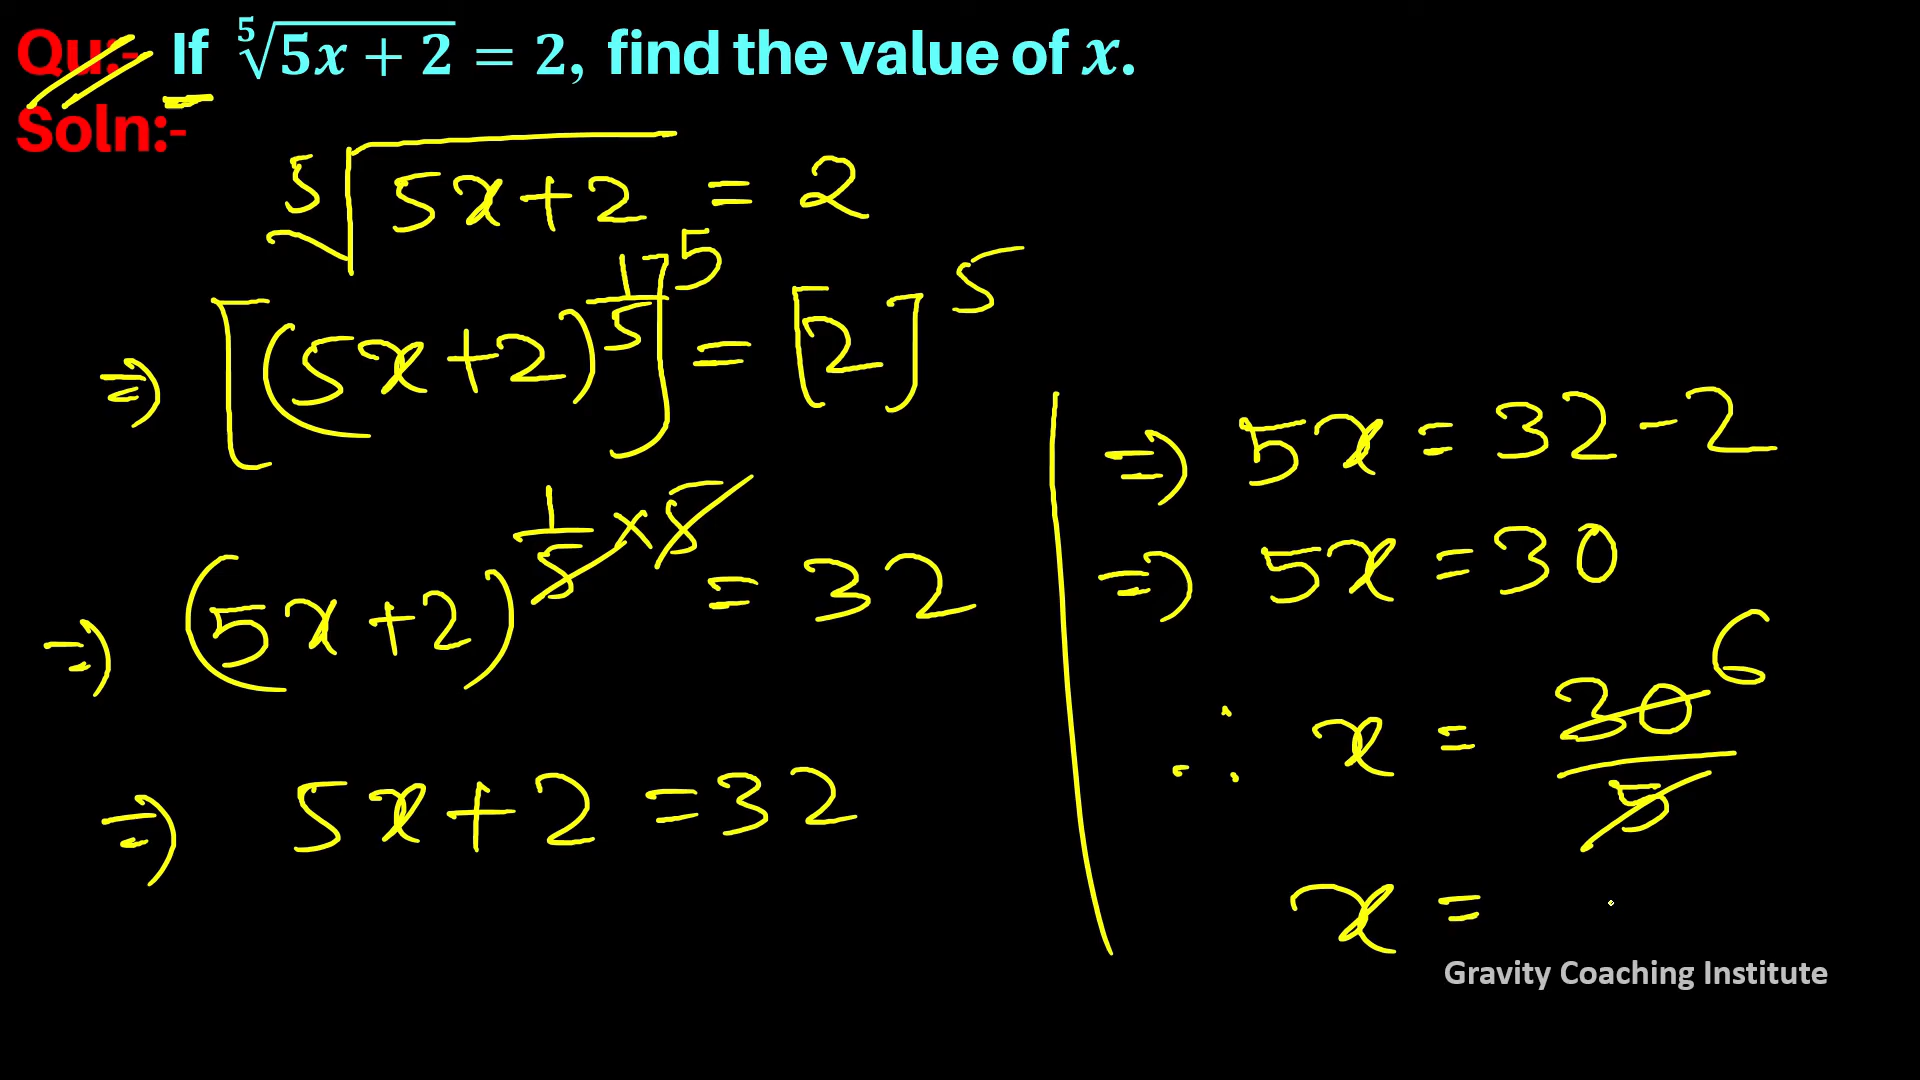 Qu:- If ⁵√(5x + 2) = 2, find the value of x.
Soln:-
⁵√(5x+2) = 2
⇒ [(5x+2)^(1/5)]^5 = [2]^5
⇒ (5x+2)^(1/5 × 5) = 32
⇒ 5x+2 = 32
⇒ 5x = 32 - 2
⇒ 5x = 30
∴ x = 30/5 6
x =
Gravity Coaching Institute